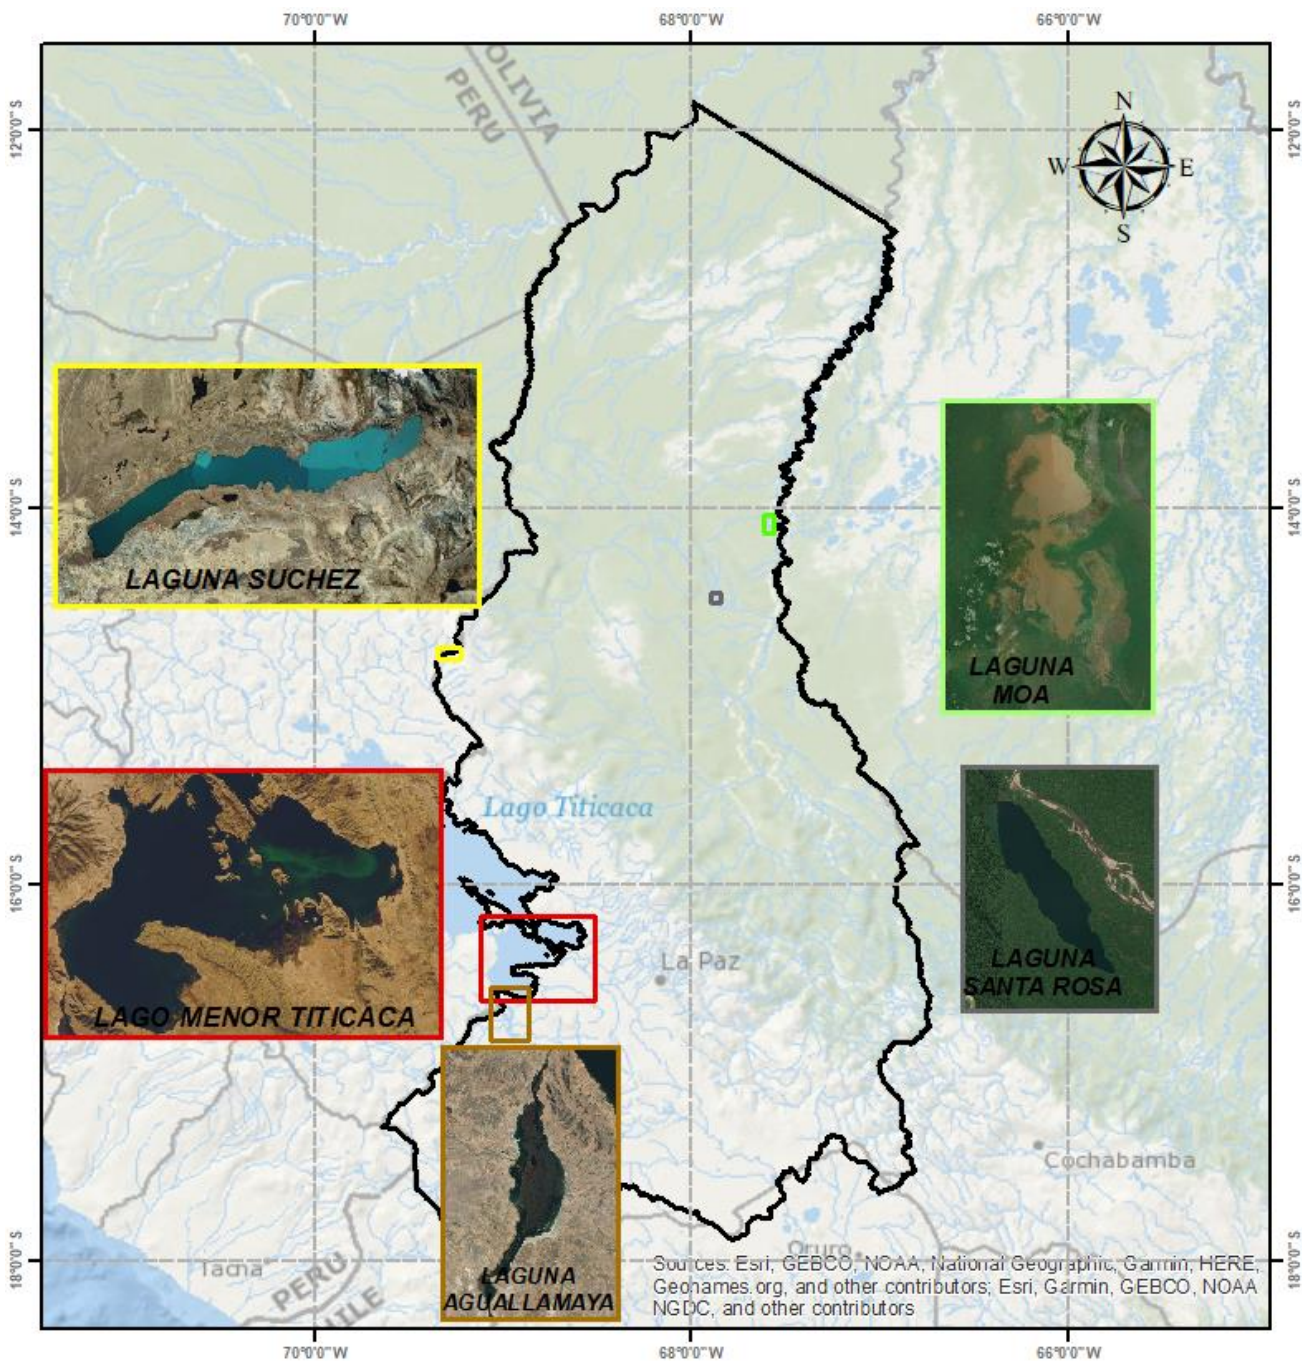 70°0'0"W 68°0'0"W 66°0'0"W
12°0'0"S
12°0'0"S
OLIVIA
PERU
N
W E
S
14°0'0"S
14°0'0"S
LAGUNA SUCHEZ
LAGUNA
MOA
Lago Titicaca
16°0'0"S
16°0'0"S
LAGO MENOR TITICACA
La Paz
LAGUNA
SANTA ROSA
Cochabamba
Oruro
18°0'0"S
18°0'0"S
Tacna
PERU
ILE
LAGUNA
AGUALLAMAYA
Sources: Esri, GEBCO, NOAA, National Geographic, Garmin, HERE,
Geonames.org, and other contributors; Esri, Garmin, GEBCO, NOAA
NGDC, and other contributors
70°0'0"W 68°0'0"W 66°0'0"W